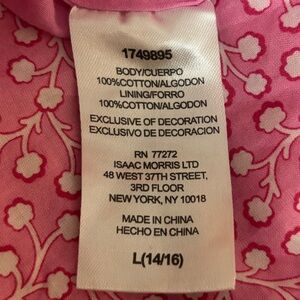 1749895
BODY/CUERPO
100%COTTON/ALGODON
LINING/FORRO
100%COTTON/ALGODON
EXCLUSIVE OF DECORATION
EXCLUSIVO DE DECORACION
RN 77272
ISAAC MORRIS LTD
48 WEST 37TH STREET,
3RD FLOOR
NEW YORK, NY 10018
MADE IN CHINA
HECHO EN CHINA
L(14/16)